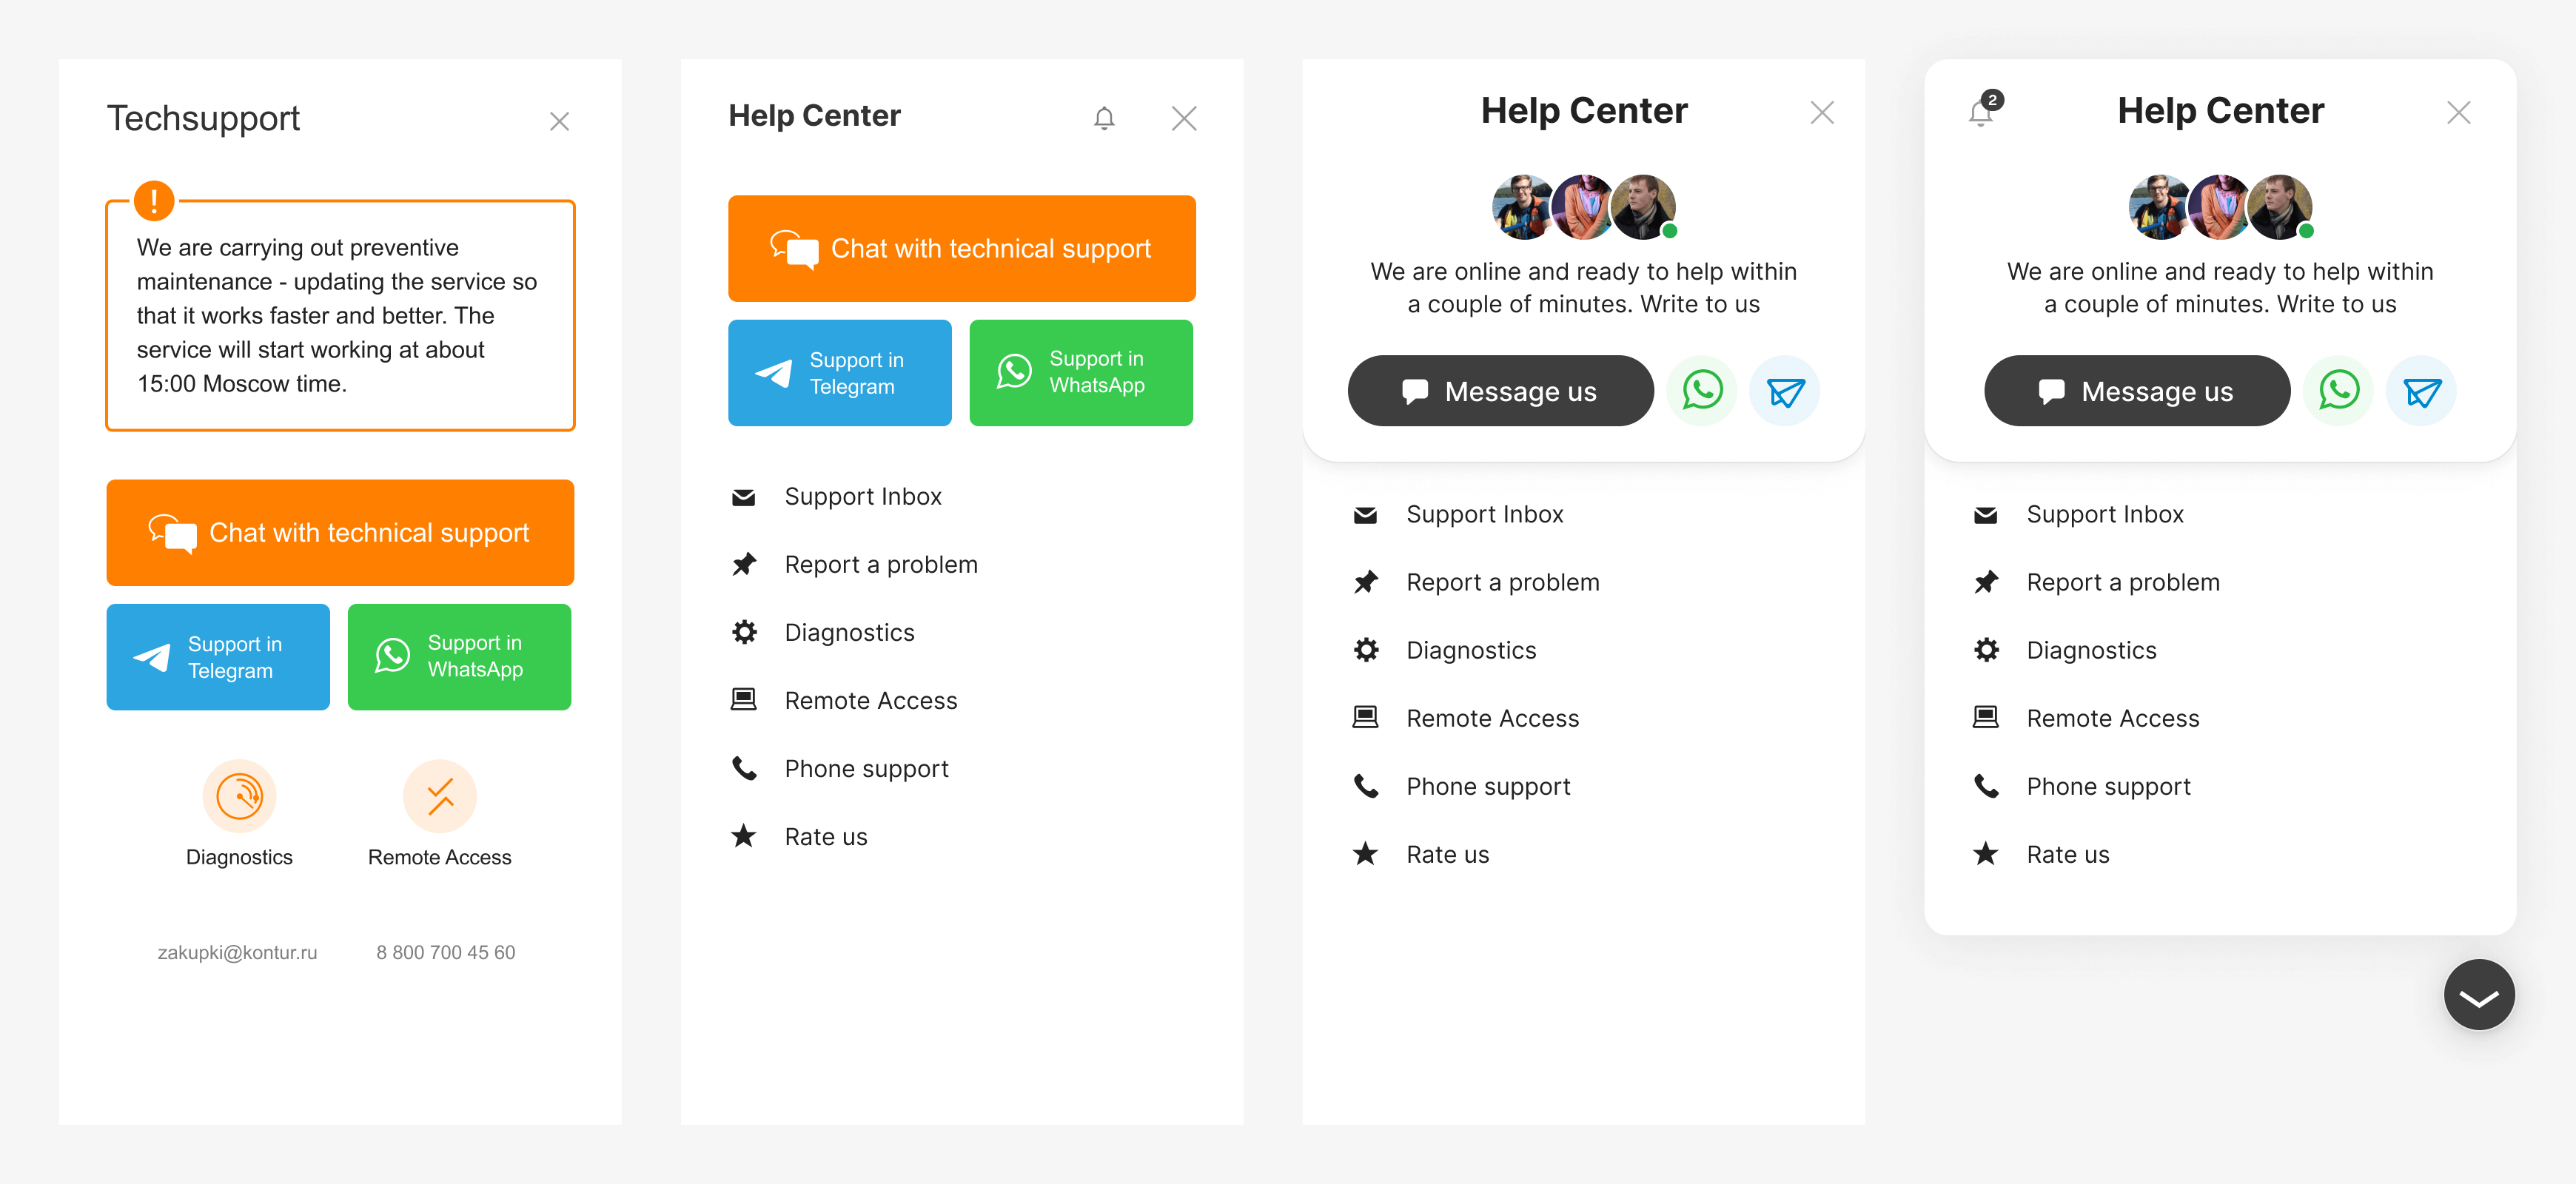 Techsupport
!
We are carrying out preventive
maintenance - updating the service so
that it works faster and better. The
service will start working at about
15:00 Moscow time.
Chat with technical support
Support in
Telegram
Support in
WhatsApp
Diagnostics
Remote Access
zakupki@kontur.ru
8 800 700 45 60
Help Center
Chat with technical support
Support in
Telegram
Support in
WhatsApp
Support Inbox
Report a problem
Diagnostics
Remote Access
Phone support
Rate us
Help Center
We are online and ready to help within
a couple of minutes. Write to us
Message us
Support Inbox
Report a problem
Diagnostics
Remote Access
Phone support
Rate us
2
Help Center
We are online and ready to help within
a couple of minutes. Write to us
Message us
Support Inbox
Report a problem
Diagnostics
Remote Access
Phone support
Rate us